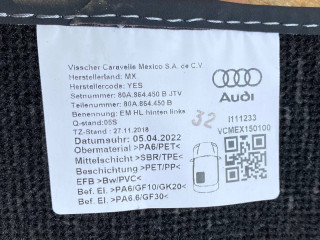 Visscher Caravelle Mexico S.A. de C.V.
Herstellerland: MX
Herstellercode: YES
Setnummer: 80A.864.450 B JTV
Teilenummer: 80A.864.450 B
Benennung: EM HL hinten links
Q-stand: 05S
TZ-Stand : 27.11.2018
Datumsuhr: 05.04.2022
Obermaterial >PA6/PET<
Mittelschicht >SBR/TPE<
Beschichtung >PET/PP<
EFB >Bw/PVC<
Bef. El. >PA6/GF10/GK20<
Bef. El. >PA6.6/GF30<
32
Audi
I111233
VCMEX150100